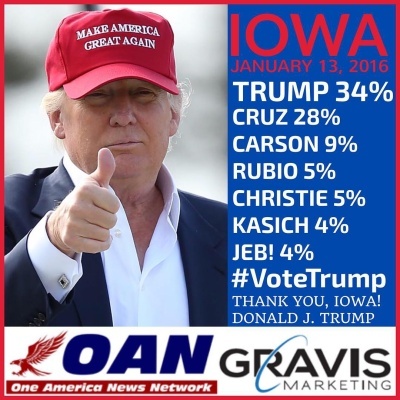 MAKE AMERICA
GREAT AGAIN
IOWA
JANUARY 13, 2016
TRUMP 34%
CRUZ 28%
CARSON 9%
RUBIO 5%
CHRISTIE 5%
KASICH 4%
JEB! 4%
#VoteTrump
THANK YOU, IOWA!
DONALD J. TRUMP
OAN
One America News Network
GRAVIS
MARKETING